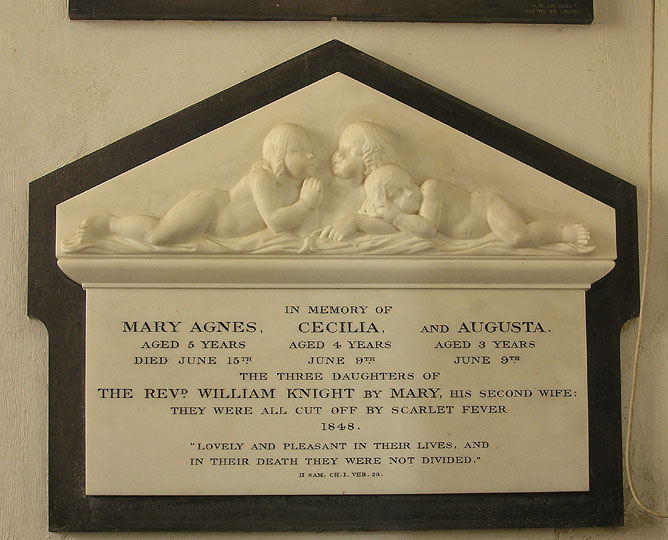 IN MEMORY OF
MARY AGNES, CECILIA, AND AUGUSTA.
AGED 5 YEARS AGED 4 YEARS AGED 3 YEARS
DIED JUNE 15TH JUNE 9TH JUNE 9TH
THE THREE DAUGHTERS OF
THE REVD. WILLIAM KNIGHT BY MARY, HIS SECOND WIFE:
THEY WERE ALL CUT OFF BY SCARLET FEVER
1848.
"LOVELY AND PLEASANT IN THEIR LIVES, AND
IN THEIR DEATH THEY WERE NOT DIVIDED."
II SAM. CH. I. VER. 23.